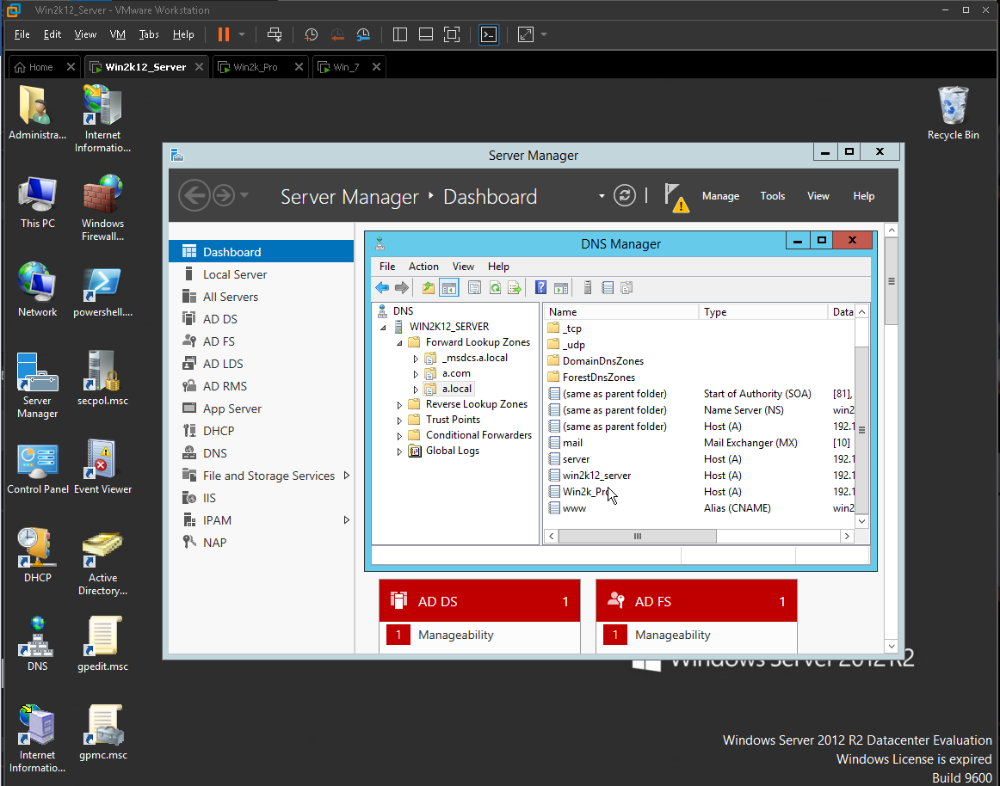 Win2k12_Server - VMware Workstation
File Edit View VM Tabs Help
Home Win2k12_Server Win2k_Pro Win_7
Administra...
Internet
Informatio...
This PC
Windows
Firewall...
Network
powershell....
Server
Manager
secpol.msc
Control Panel
Event Viewer
DHCP
Active
Directory...
DNS
gpedit.msc
Internet
Informatio...
gpmc.msc
Recycle Bin
Server Manager
Server Manager Dashboard
Manage Tools View Help
Dashboard
Local Server
All Servers
AD DS
AD FS
AD LDS
AD RMS
App Server
DHCP
DNS
File and Storage Services
IIS
IPAM
NAP
DNS Manager
File Action View Help
DNS
WIN2K12_SERVER
Forward Lookup Zones
_msdcs.a.local
a.com
a.local
Reverse Lookup Zones
Trust Points
Conditional Forwarders
Global Logs
Name Type Data
_tcp
_udp
DomainDnsZones
ForestDnsZones
(same as parent folder) Start of Authority (SOA) [81],
(same as parent folder) Name Server (NS) win2
(same as parent folder) Host (A) 192.1
mail Mail Exchanger (MX) [10]
server Host (A) 192.1
win2k12_server Host (A) 192.1
Win2k_Pro Host (A) 192.1
www Alias (CNAME) win2
AD DS 1
1 Manageability
AD FS 1
1 Manageability
Windows Server 2012 R2
Windows Server 2012 R2 Datacenter Evaluation
Windows License is expired
Build 9600